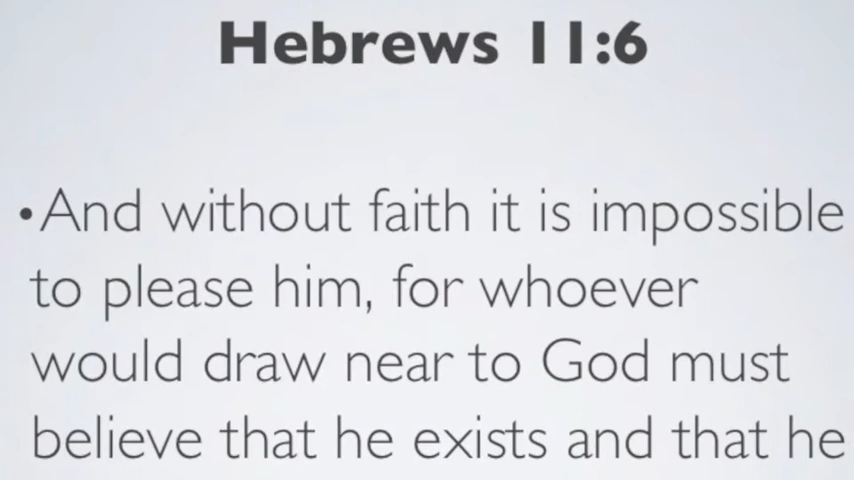 Hebrews 11:6
•And without faith it is impossible
to please him, for whoever
would draw near to God must
believe that he exists and that he